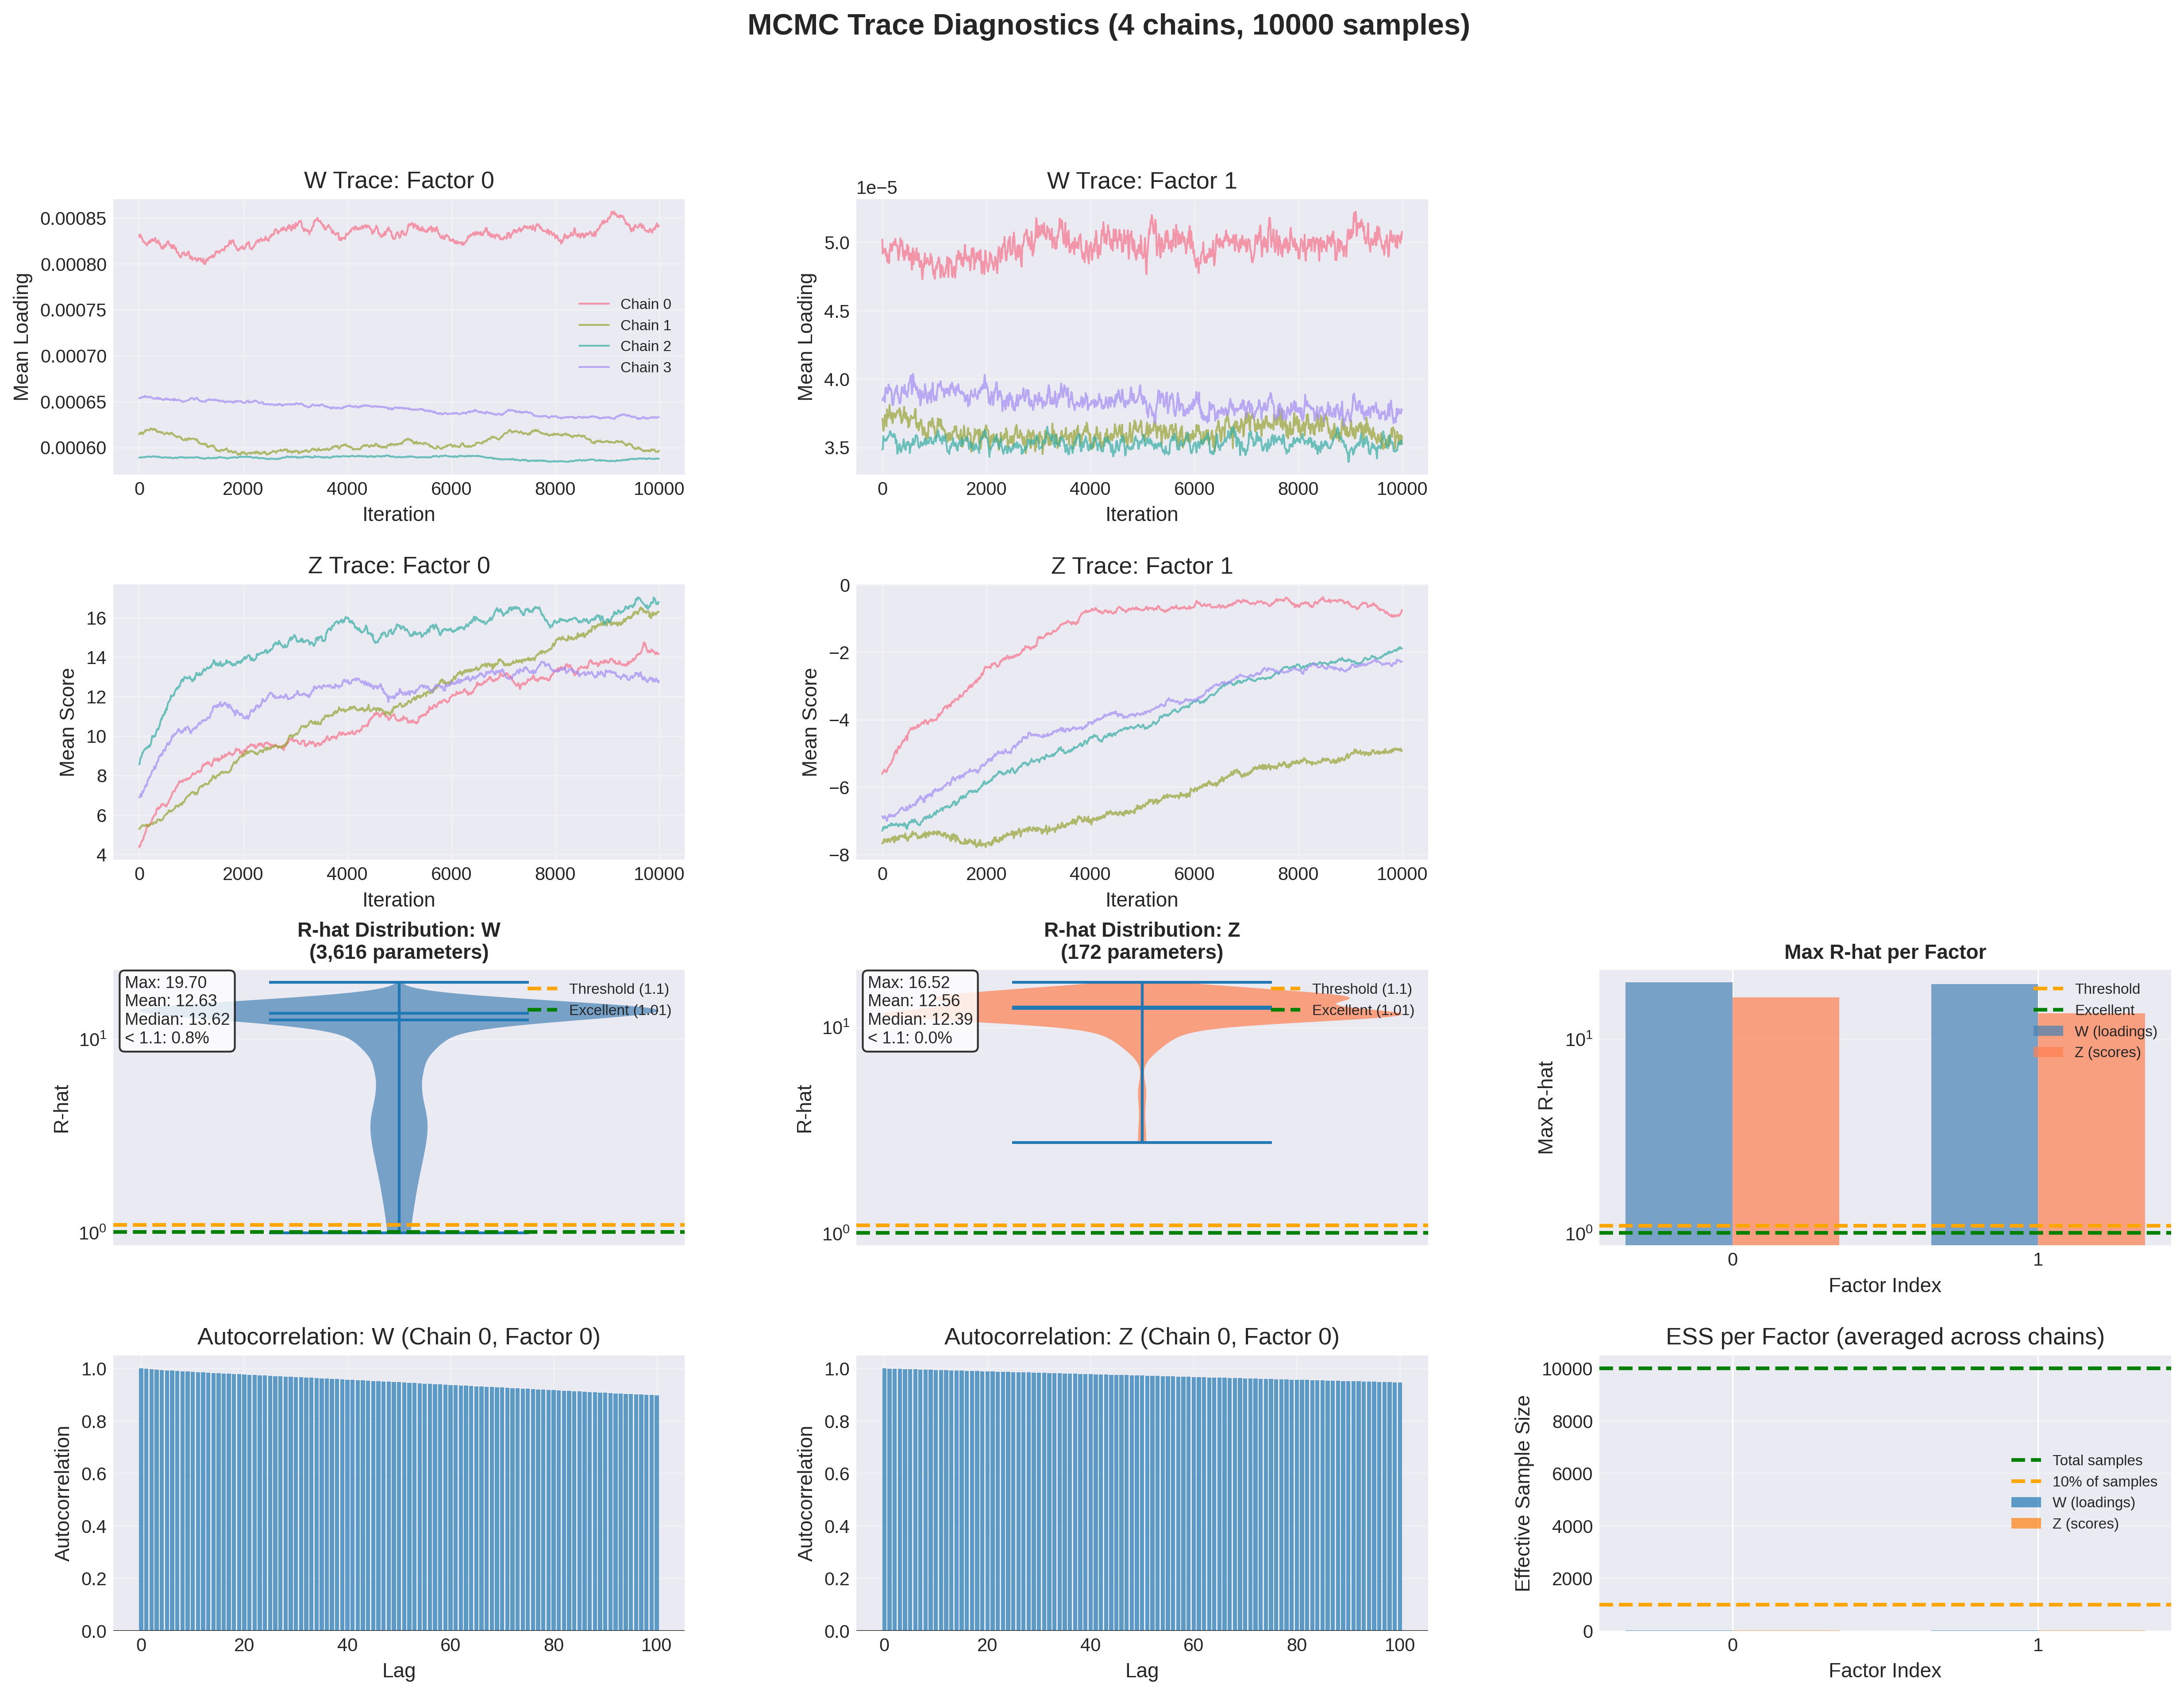 MCMC Trace Diagnostics (4 chains, 10000 samples)
W Trace: Factor 0
0.00085
0.00080
0.00075
0.00070
0.00065
0.00060
Mean Loading
Chain 0
Chain 1
Chain 2
Chain 3
0 2000 4000 6000 8000 10000
Iteration
W Trace: Factor 1
1e−5
5.0
4.5
4.0
3.5
Mean Loading
0 2000 4000 6000 8000 10000
Iteration
Z Trace: Factor 0
16
14
12
10
8
6
4
Mean Score
0 2000 4000 6000 8000 10000
Iteration
Z Trace: Factor 1
0
−2
−4
−6
−8
Mean Score
0 2000 4000 6000 8000 10000
Iteration
R-hat Distribution: W
(3,616 parameters)
Max: 19.70
Mean: 12.63
Median: 13.62
< 1.1: 0.8%
Threshold (1.1)
Excellent (1.01)
10¹
10⁰
R-hat
R-hat Distribution: Z
(172 parameters)
Max: 16.52
Mean: 12.56
Median: 12.39
< 1.1: 0.0%
Threshold (1.1)
Excellent (1.01)
10¹
10⁰
R-hat
Max R-hat per Factor
Threshold
Excellent
W (loadings)
Z (scores)
10¹
10⁰
Max R-hat
0 1
Factor Index
Autocorrelation: W (Chain 0, Factor 0)
1.0
0.8
0.6
0.4
0.2
0.0
Autocorrelation
0 20 40 60 80 100
Lag
Autocorrelation: Z (Chain 0, Factor 0)
1.0
0.8
0.6
0.4
0.2
0.0
Autocorrelation
0 20 40 60 80 100
Lag
ESS per Factor (averaged across chains)
10000
8000
6000
4000
2000
0
Effective Sample Size
Total samples
10% of samples
W (loadings)
Z (scores)
0 1
Factor Index